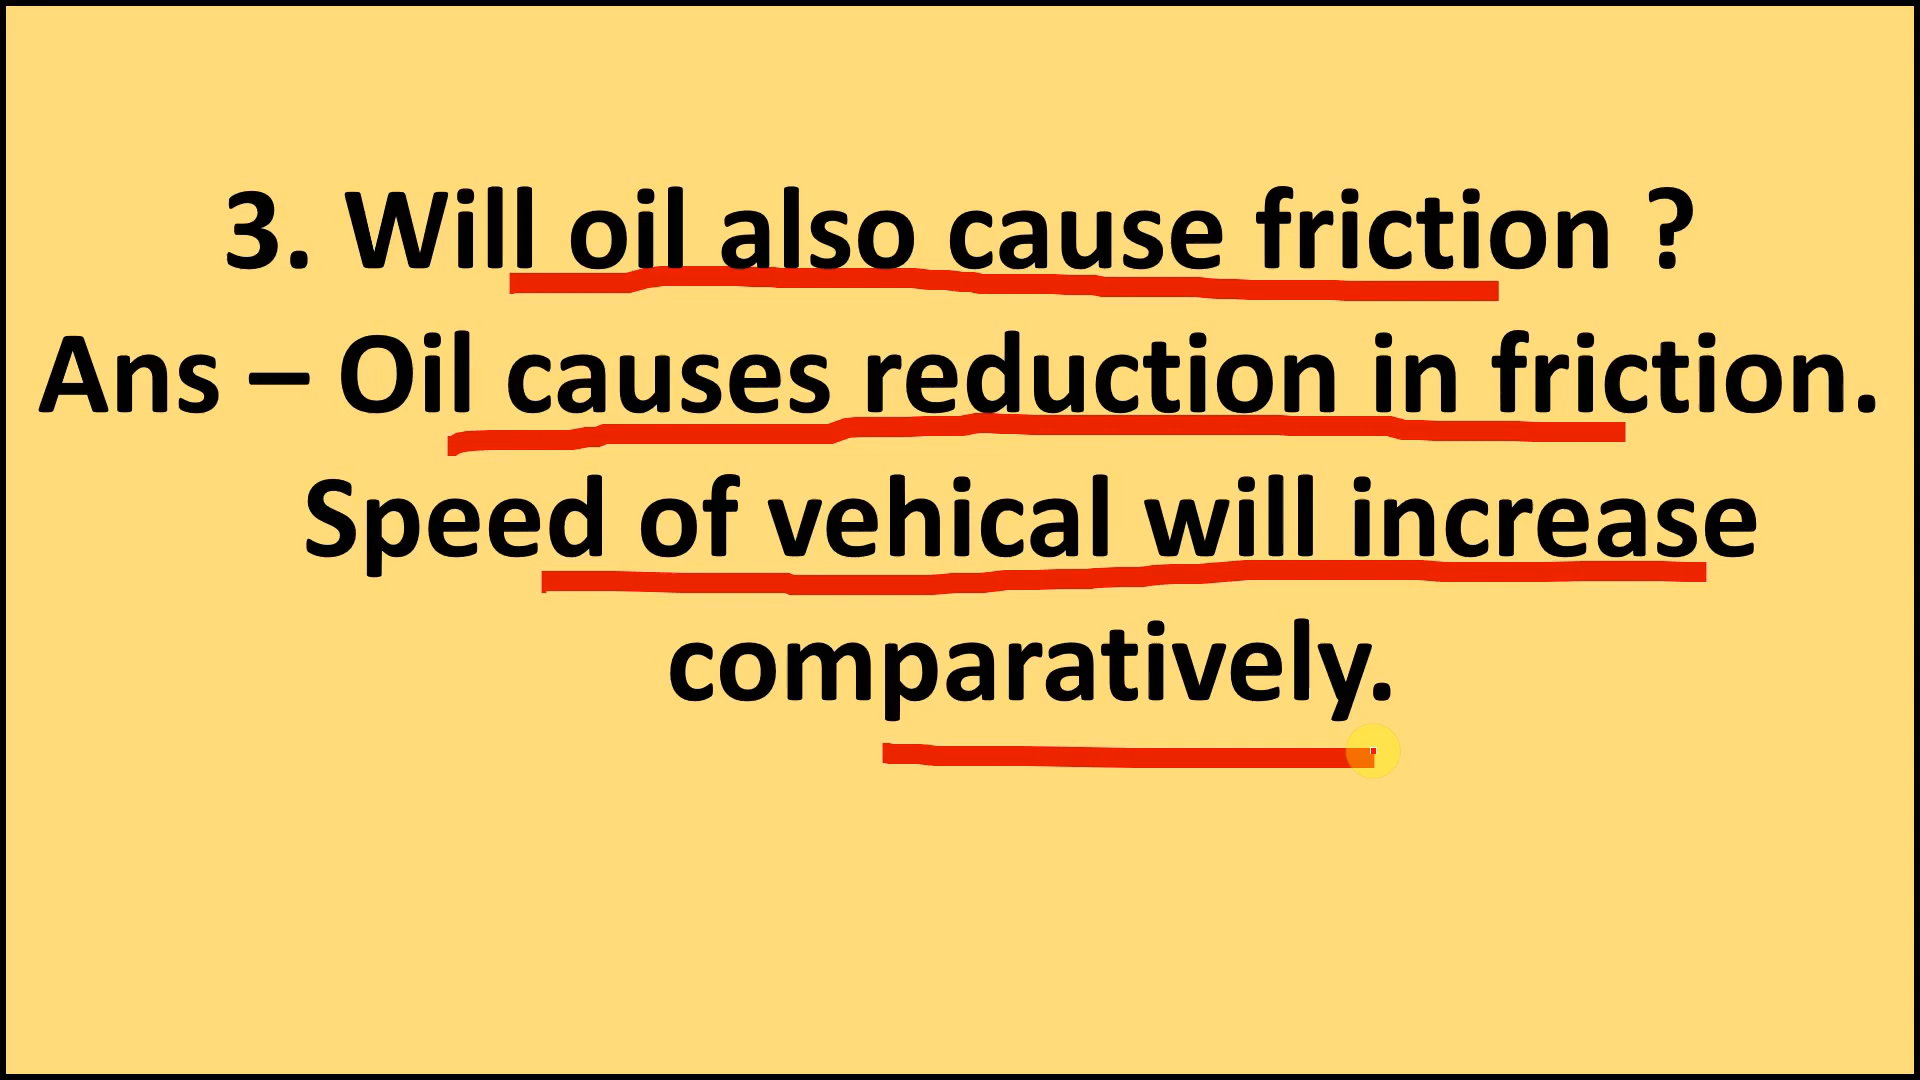 3. Will oil also cause friction ?
Ans – Oil causes reduction in friction.
Speed of vehical will increase
comparatively.